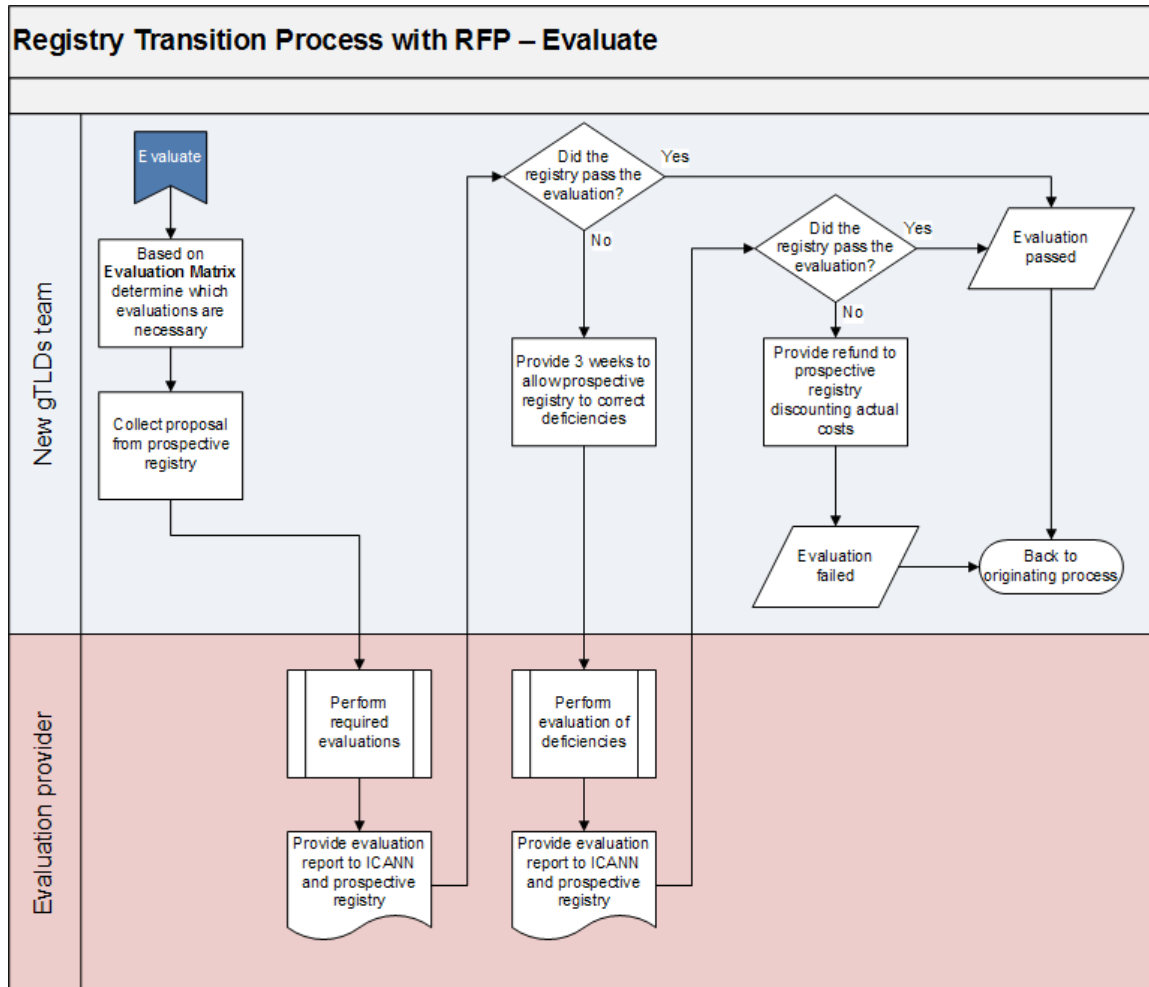 Registry Transition Process with RFP – Evaluate
New gTLDs team
Evaluate
Based on
Evaluation Matrix
determine which
evaluations are
necessary
Collect proposal
from prospective
registry
Did the
registry pass the
evaluation?
Yes
No
Provide 3 weeks to
allow prospective
registry to correct
deficiencies
Did the
registry pass the
evaluation?
Yes
No
Evaluation
passed
Provide refund to
prospective
registry
discounting actual
costs
Evaluation
failed
Back to
originating process
Evaluation provider
Perform
required
evaluations
Provide evaluation
report to ICANN
and prospective
registry
Perform
evaluation of
deficiencies
Provide evaluation
report to ICANN
and prospective
registry